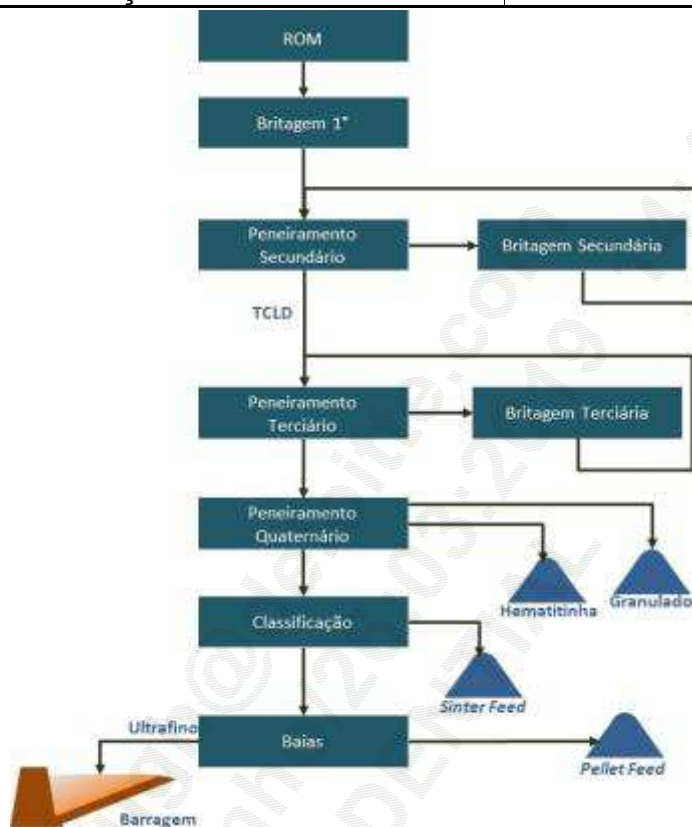 ROM
Britagem 1ª
Peneiramento
Secundário
Britagem Secundária
TCLD
Peneiramento
Terciário
Britagem Terciária
Peneiramento
Quaternário
Hematitinha
Granulado
Classificação
Sinter Feed
Ultrafino
Baias
Pellet Feed
Barragem